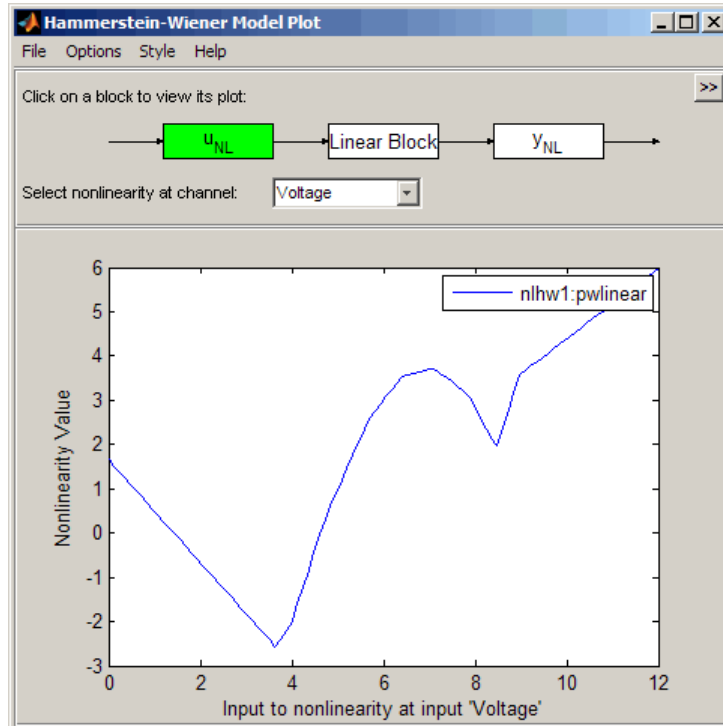 Hammerstein-Wiener Model Plot
File Options Style Help
Click on a block to view its plot:
>>
uNL
Linear Block
yNL
Select nonlinearity at channel:
Voltage
6
5
4
3
2
1
0
-1
-2
-3
Nonlinearity Value
nlhw1:pwlinear
0 2 4 6 8 10 12
Input to nonlinearity at input 'Voltage'